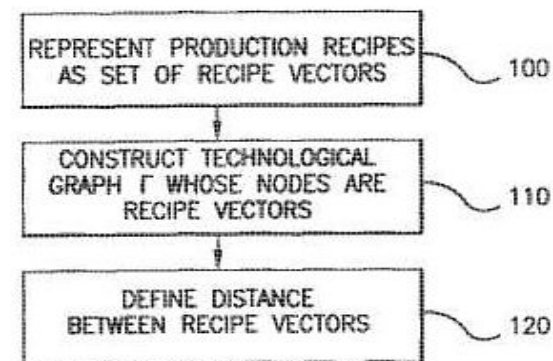 REPRESENT PRODUCTION RECIPES
AS SET OF RECIPE VECTORS
100
CONSTRUCT TECHNOLOGICAL
GRAPH Γ WHOSE NODES ARE
RECIPE VECTORS
110
DEFINE DISTANCE
BETWEEN RECIPE VECTORS
120